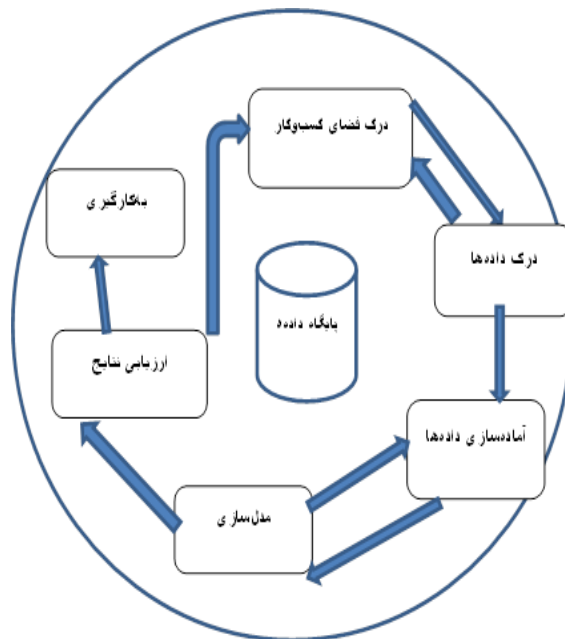 درک فضای کسب‌وکار
به‌کارگیری
درک داده‌ها
پایگاه داده‌ه
ارزیابی نتایج
آماده‌سازی داده‌ها
مدل‌سازی